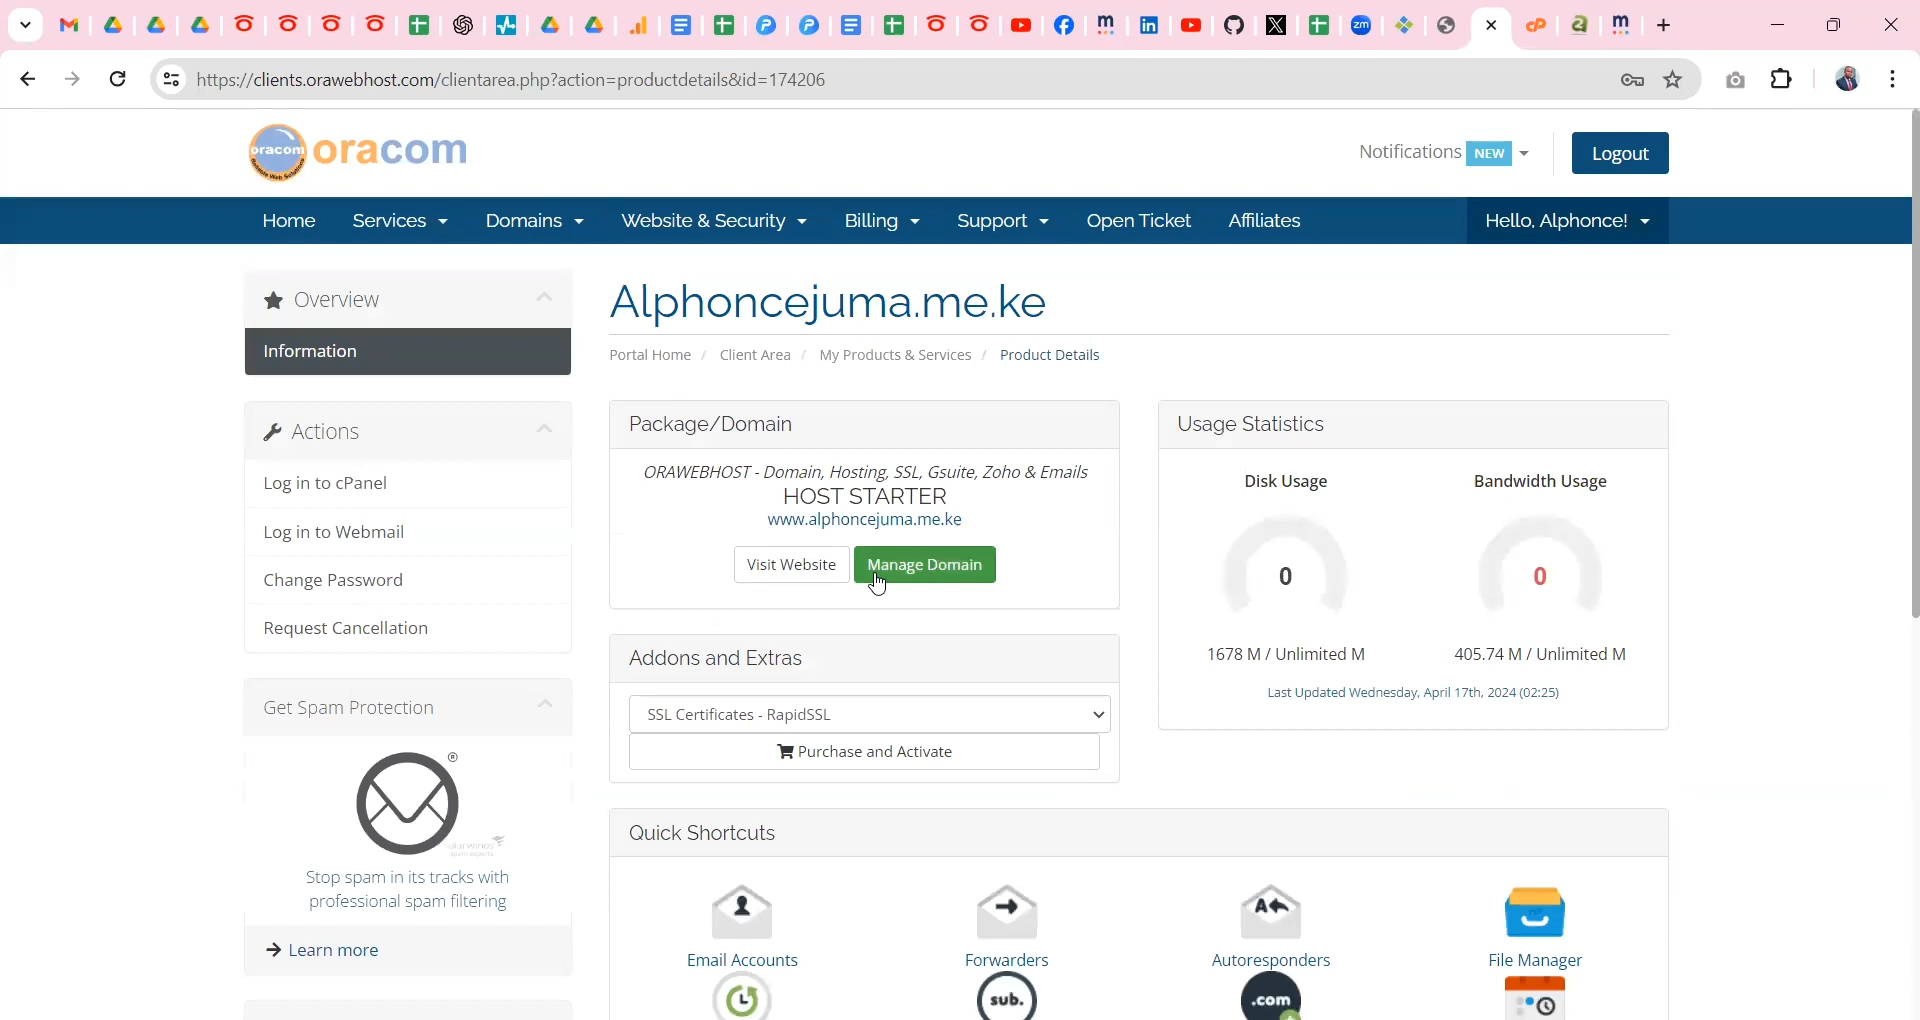 https://clients.orawebhost.com/clientarea.php?action=productdetails&id=174206
oracom
oracom
Notifications NEW
Logout
Home Services Domains Website & Security Billing Support Open Ticket Affiliates Hello, Alphonce!
Overview
Information
Actions
Log in to cPanel
Log in to Webmail
Change Password
Request Cancellation
Get Spam Protection
Stop spam in its tracks with
professional spam filtering
Learn more
Alphoncejuma.me.ke
Portal Home / Client Area / My Products & Services / Product Details
Package/Domain
ORAWEBHOST - Domain, Hosting, SSL, Gsuite, Zoho & Emails
HOST STARTER
www.alphoncejuma.me.ke
Visit Website Manage Domain
Addons and Extras
SSL Certificates - RapidSSL
Purchase and Activate
Usage Statistics
Disk Usage Bandwidth Usage
0 0
1678 M / Unlimited M 405.74 M / Unlimited M
Last Updated Wednesday, April 17th, 2024 (02:25)
Quick Shortcuts
Email Accounts Forwarders Autoresponders File Manager
sub. .com